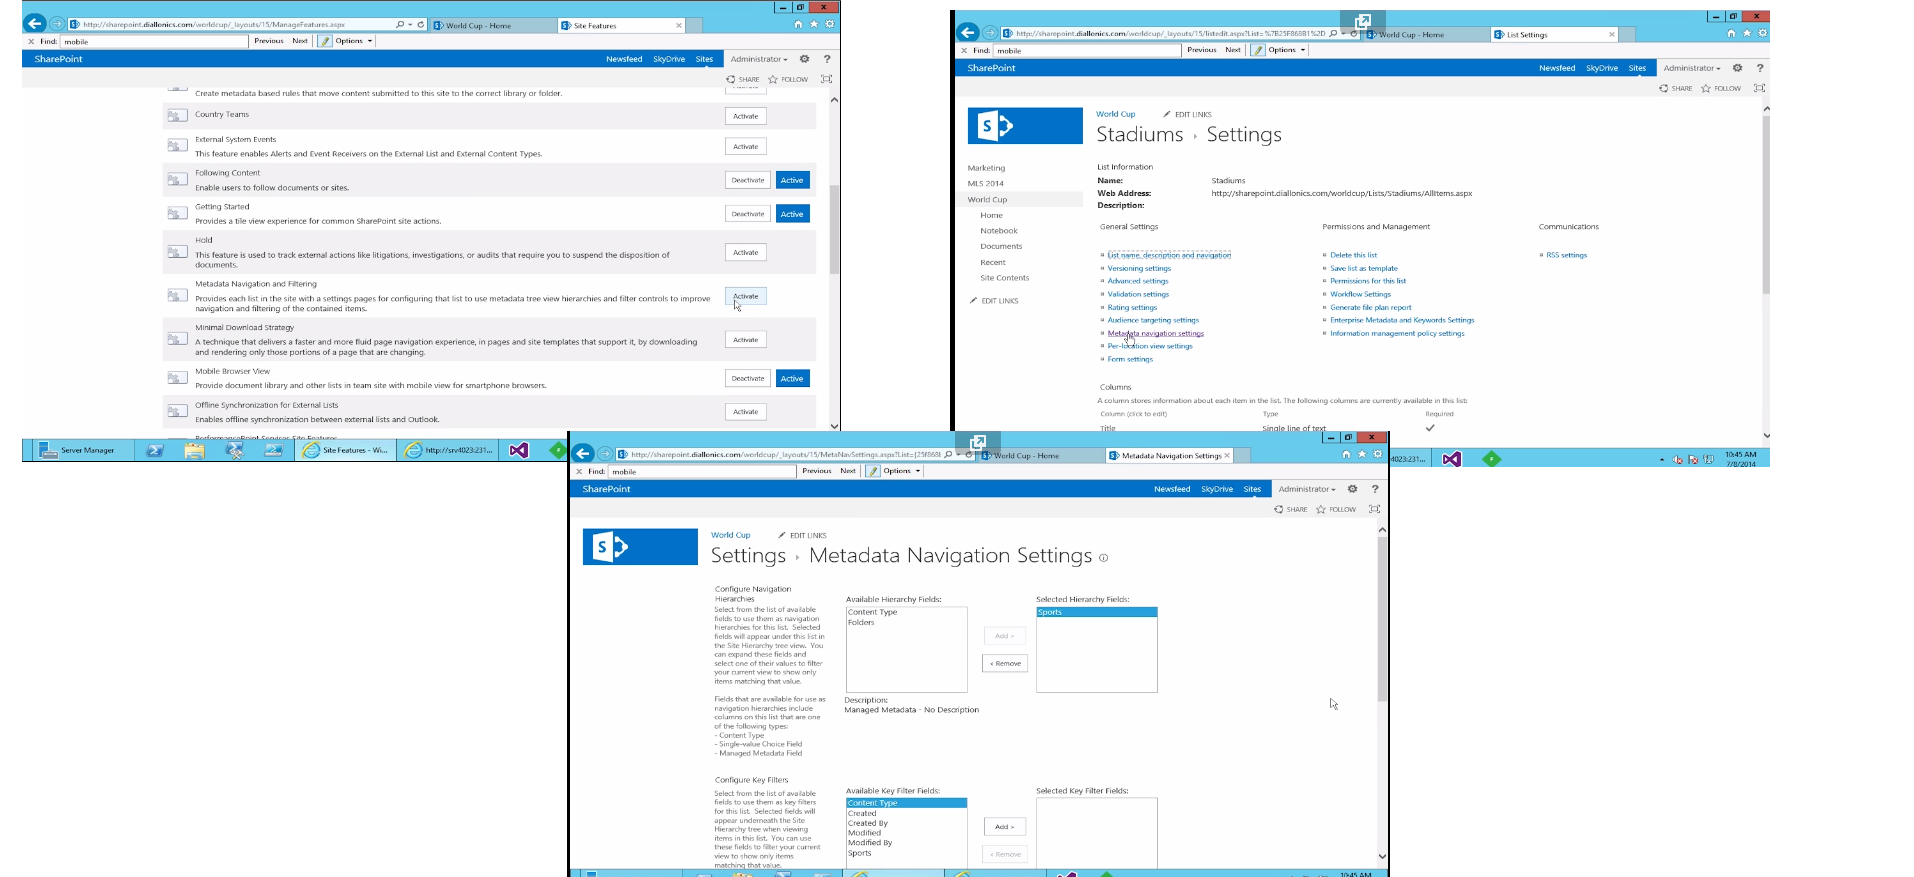 http://sharepoint.diallonics.com/worldcup/_layouts/15/ManageFeatures.aspx
World Cup - Home
Site Features
Find: mobile
Previous Next Options
SharePoint
Newsfeed SkyDrive Sites Administrator
SHARE FOLLOW
Create metadata based rules that move content submitted to this site to the correct library or folder.
Country Teams
Activate
External System Events
This feature enables Alerts and Event Receivers on the External List and External Content Types.
Activate
Following Content
Enable users to follow documents or sites.
Deactivate Active
Getting Started
Provides a tile view experience for common SharePoint site actions.
Deactivate Active
Hold
This feature is used to track external actions like litigations, investigations, or audits that require you to suspend the disposition of
documents.
Activate
Metadata Navigation and Filtering
Provides each list in the site with a settings pages for configuring that list to use metadata tree view hierarchies and filter controls to improve
navigation and filtering of the contained items.
Activate
Minimal Download Strategy
A technique that delivers a faster and more fluid page navigation experience, in pages and site templates that support it, by downloading
and rendering only those portions of a page that are changing.
Activate
Mobile Browser View
Provide document library and other lists in team site with mobile view for smartphone browsers.
Deactivate Active
Offline Synchronization for External Lists
Enables offline synchronization between external lists and Outlook.
Activate
PerformancePoint Services Site Features
Server Manager
Site Features - Wi...
http://srv4023:231...
http://sharepoint.diallonics.com/worldcup/_layouts/15/listedit.aspx?List=
World Cup - Home
List Settings
Find: mobile
Previous Next Options
SharePoint
Newsfeed SkyDrive Sites Administrator
SHARE FOLLOW
World Cup EDIT LINKS
Stadiums Settings
Marketing
MLS 2014
World Cup
Home
Notebook
Documents
Recent
Site Contents
EDIT LINKS
List Information
Name: Stadiums
Web Address: http://sharepoint.diallonics.com/worldcup/Lists/Stadiums/AllItems.aspx
Description:
General Settings
List name, description and navigation
Versioning settings
Advanced settings
Validation settings
Rating settings
Audience targeting settings
Metadata navigation settings
Per-location view settings
Form settings
Permissions and Management
Delete this list
Save list as template
Permissions for this list
Workflow Settings
Generate file plan report
Enterprise Metadata and Keywords Settings
Information management policy settings
Communications
RSS settings
Columns
A column stores information about each item in the list. The following columns are currently available in this list:
Column (click to edit) Type Required
Title Single line of text
4023:231...
10:45 AM
7/8/2014
http://sharepoint.diallonics.com/worldcup/_layouts/15/MetaNavSettings.aspx?List=
World Cup - Home
Metadata Navigation Settings
Find: mobile
Previous Next Options
SharePoint
Newsfeed SkyDrive Sites Administrator
SHARE FOLLOW
World Cup EDIT LINKS
Settings Metadata Navigation Settings
Configure Navigation
Hierarchies
Select from the list of available
fields to use them as navigation
hierarchies for this list. Selected
fields will appear under this list in
the Site Hierarchy tree view. You
can expand these fields and
select one of their values to filter
your current view to show only
items matching that value.
Fields that are available for use as
navigation hierarchies include
columns on this list that are one
of the following types:
- Content Type
- Single-value Choice Field
- Managed Metadata Field
Available Hierarchy Fields:
Content Type
Folders
Add >
< Remove
Selected Hierarchy Fields:
Sports
Description:
Managed Metadata - No Description
Configure Key Filters
Select from the list of available
fields to use them as key filters
for this list. Selected fields will
appear underneath the Site
Hierarchy tree when viewing
items in this list. You can use
these fields to filter your current
view to show only items
matching that value.
Available Key Filter Fields:
Content Type
Created
Created By
Modified
Modified By
Sports
Add >
< Remove
Selected Key Filter Fields:
10:45 AM